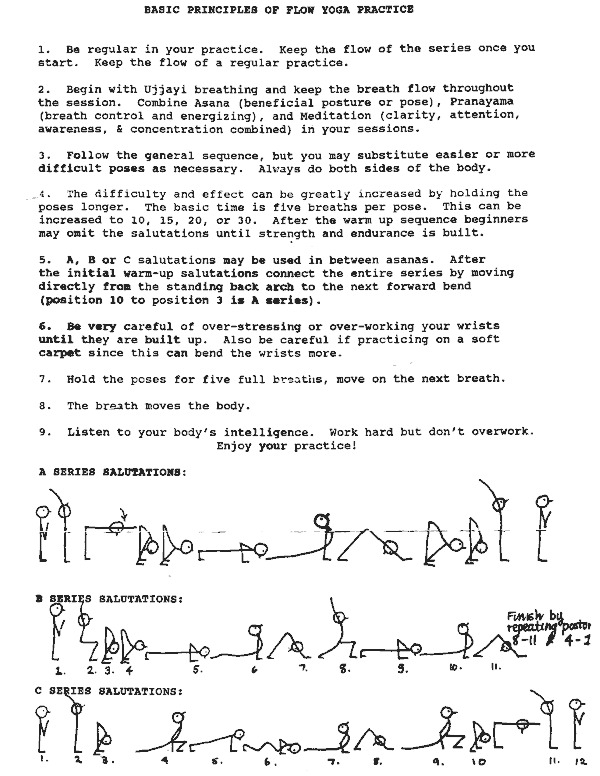 BASIC PRINCIPLES OF FLOW YOGA PRACTICE
1. Be regular in your practice. Keep the flow of the series once you
start. Keep the flow of a regular practice.
2. Begin with Ujjayi breathing and keep the breath flow throughout
the session. Combine Asana (beneficial posture or pose), Pranayama
(breath control and energizing), and Meditation (clarity, attention,
awareness, & concentration combined) in your sessions.
3. Follow the general sequence, but you may substitute easier or more
difficult poses as necessary. Always do both sides of the body.
4. The difficulty and effect can be greatly increased by holding the
poses longer. The basic time is five breaths per pose. This can be
increased to 10, 15, 20, or 30. After the warm up sequence beginners
may omit the salutations until strength and endurance is built.
5. A, B or C salutations may be used in between asanas. After
the initial warm-up salutations connect the entire series by moving
directly from the standing back arch to the next forward bend
(position 10 to position 3 is A series).
6. Be very careful of over-stressing or over-working your wrists
until they are built up. Also be careful if practicing on a soft
carpet since this can bend the wrists more.
7. Hold the poses for five full breaths, move on the next breath.
8. The breath moves the body.
9. Listen to your body's intelligence. Work hard but don't overwork.
Enjoy your practice!
A SERIES SALUTATIONS:
B SERIES SALUTATIONS:
Finish by
repeating postor
8-11 & 4-1
1. 2. 3. 4 5. 6 7. 8. 9. 10. 11.
C SERIES SALUTATIONS:
1. 2 3. 4 5. 6. 7. 8. 9. 10 11. 12